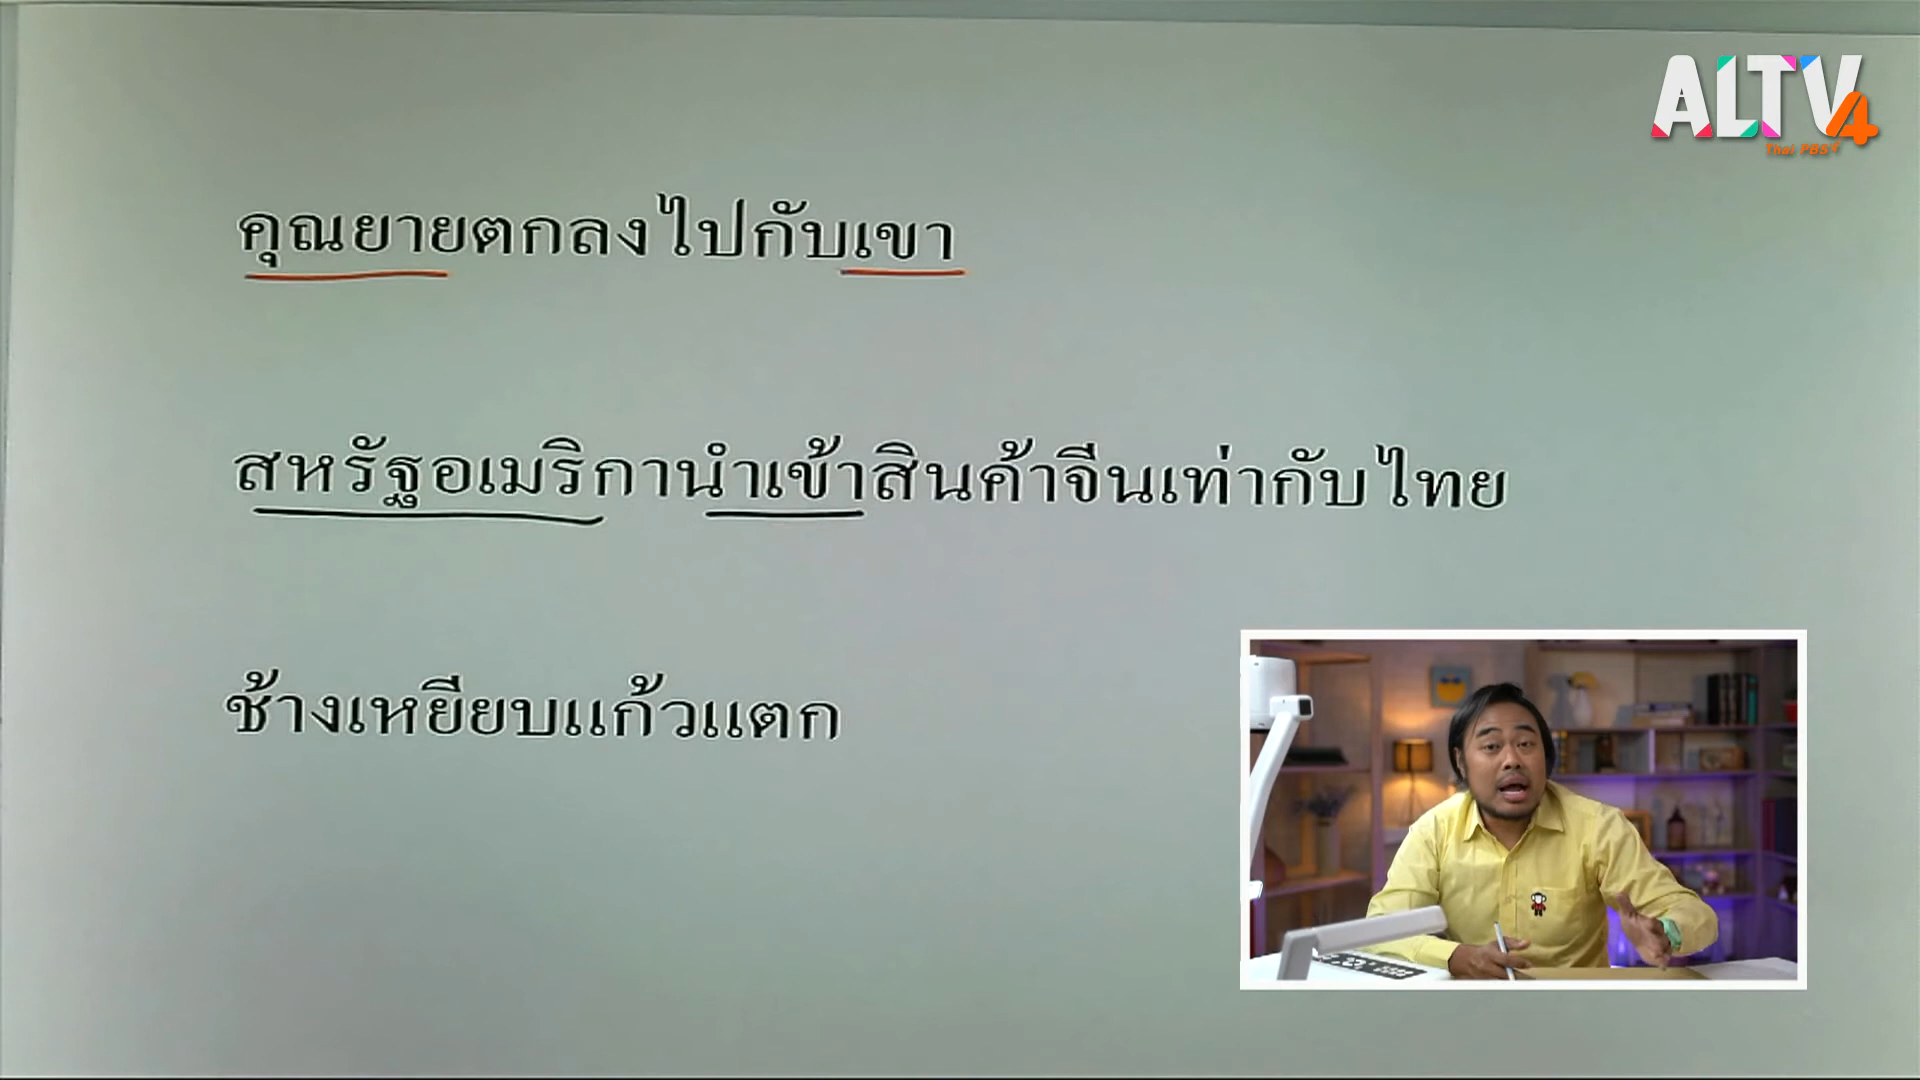 ALTV4
Thai PBS
คุณยายตกลงไปกับเขา
สหรัฐอเมริกานำเข้าสินค้าจีนเท่ากับไทย
ช้างเหยียบแก้วแตก